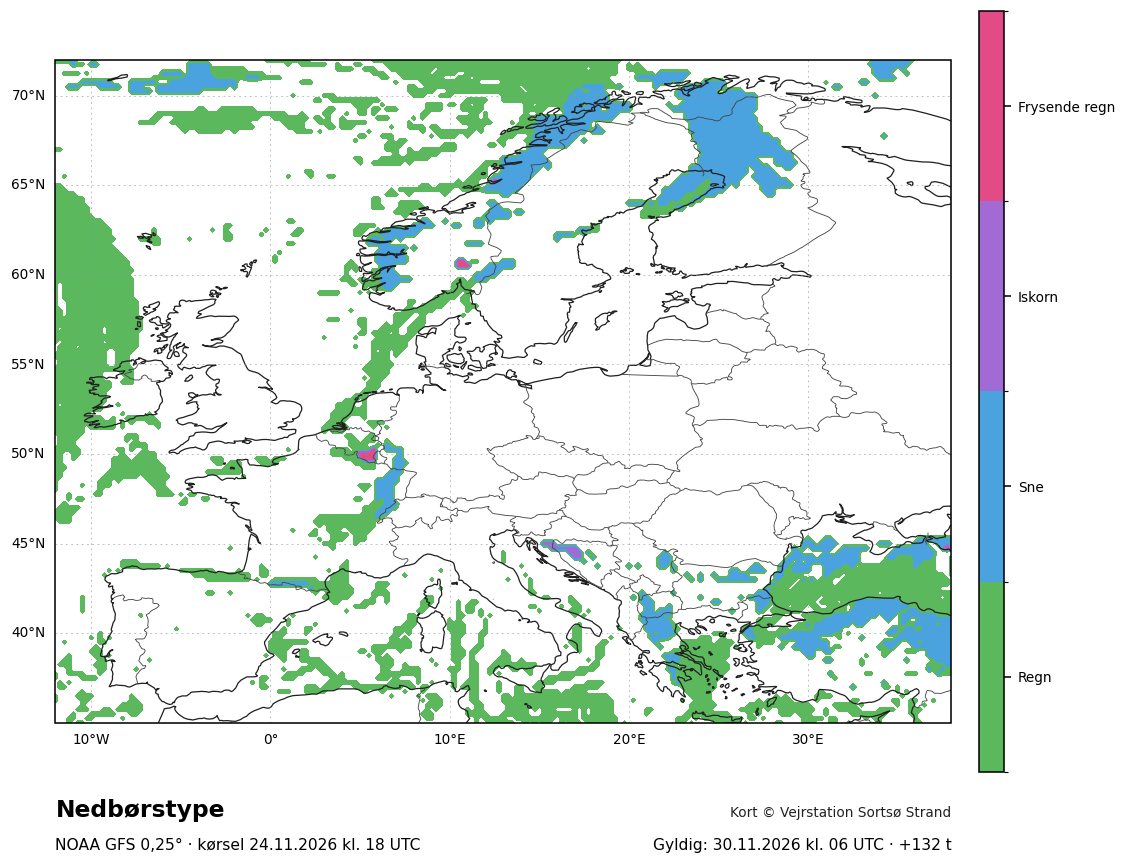 70°N
65°N
60°N
55°N
50°N
45°N
40°N
10°W
0°
10°E
20°E
30°E
Frysende regn
Iskorn
Sne
Regn
Nedbørstype
Kort © Vejrstation Sortsø Strand
NOAA GFS 0,25° · kørsel 24.11.2026 kl. 18 UTC
Gyldig: 30.11.2026 kl. 06 UTC · +132 t